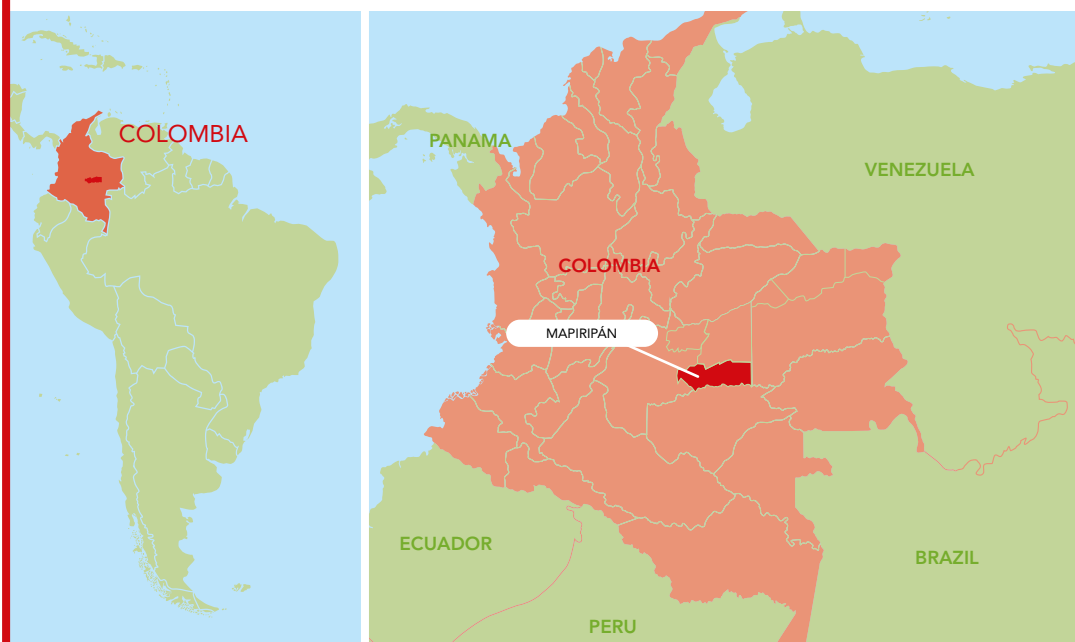 COLOMBIA
PANAMA
VENEZUELA
COLOMBIA
MAPIRIPÁN
ECUADOR
BRAZIL
PERU